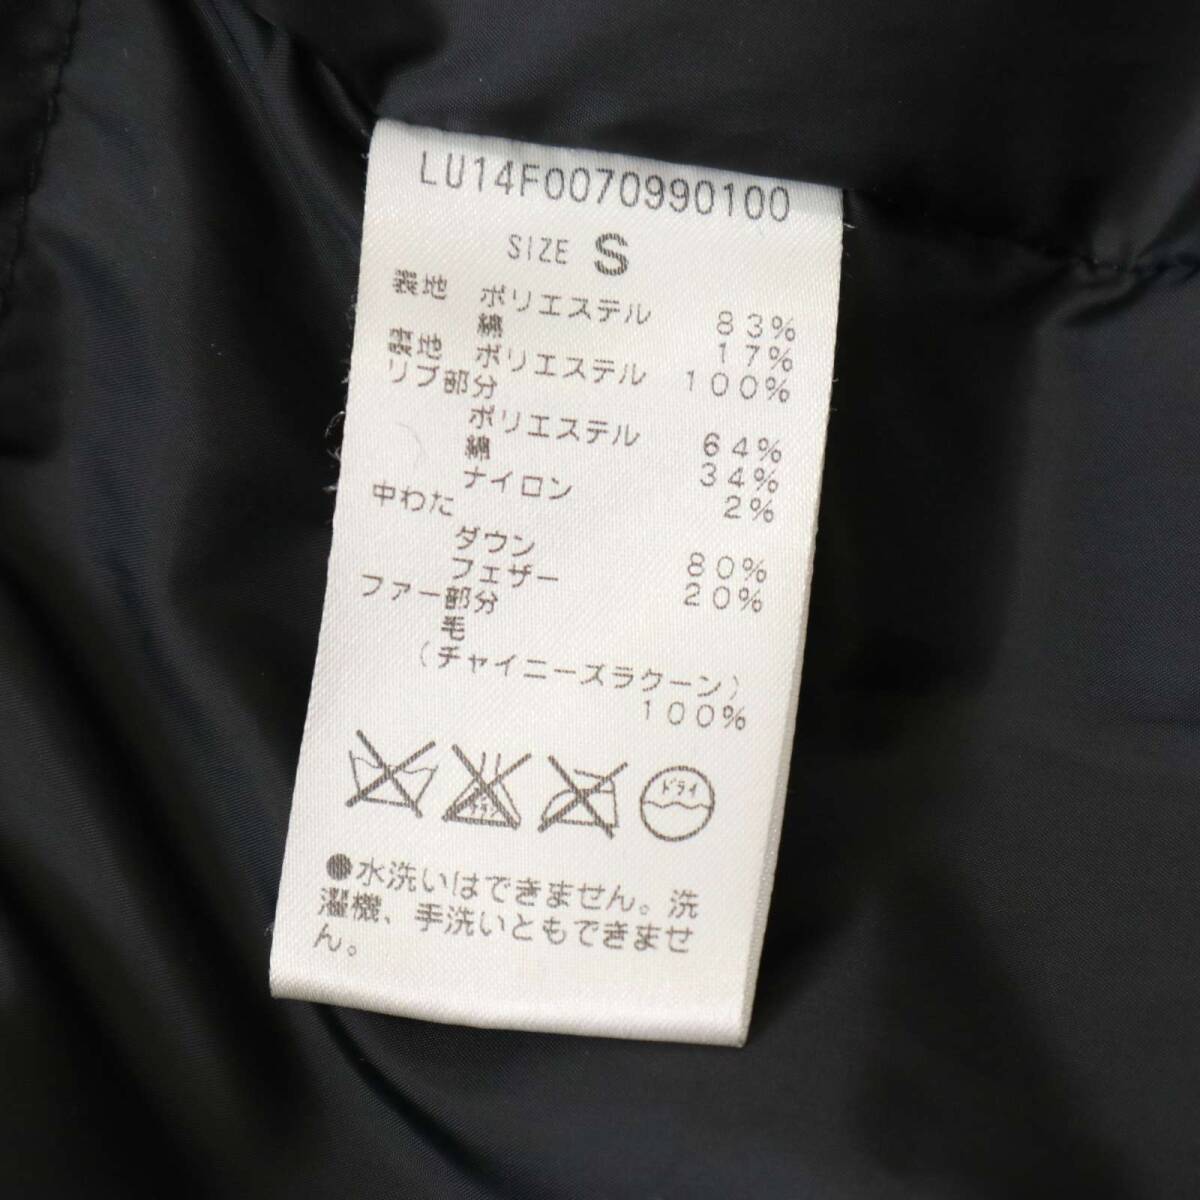 LU14F0070990100
SIZE S
表地 ポリエステル 83%
綿 17%
裏地 ポリエステル 100%
リブ部分
ポリエステル 64%
綿 34%
ナイロン 2%
中わた
ダウン 80%
フェザー 20%
ファー部分
毛
(チャイニーズラクーン)
100%
ドライ
●水洗いはできません。洗
濯機、手洗いともできませ
ん。